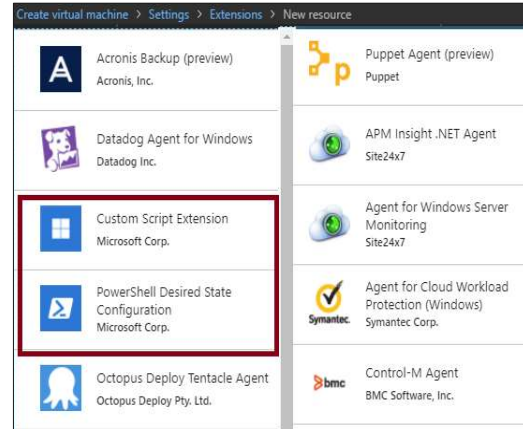 Create virtual machine > Settings > Extensions > New resource
Acronis Backup (preview)
Acronis, Inc.
Datadog Agent for Windows
Datadog Inc.
Custom Script Extension
Microsoft Corp.
PowerShell Desired State
Configuration
Microsoft Corp.
Octopus Deploy Tentacle Agent
Octopus Deploy Pty. Ltd.
Puppet Agent (preview)
Puppet
APM Insight .NET Agent
Site24x7
Agent for Windows Server
Monitoring
Site24x7
Symantec.
Agent for Cloud Workload
Protection (Windows)
Symantec Corp.
bmc
Control-M Agent
BMC Software, Inc.